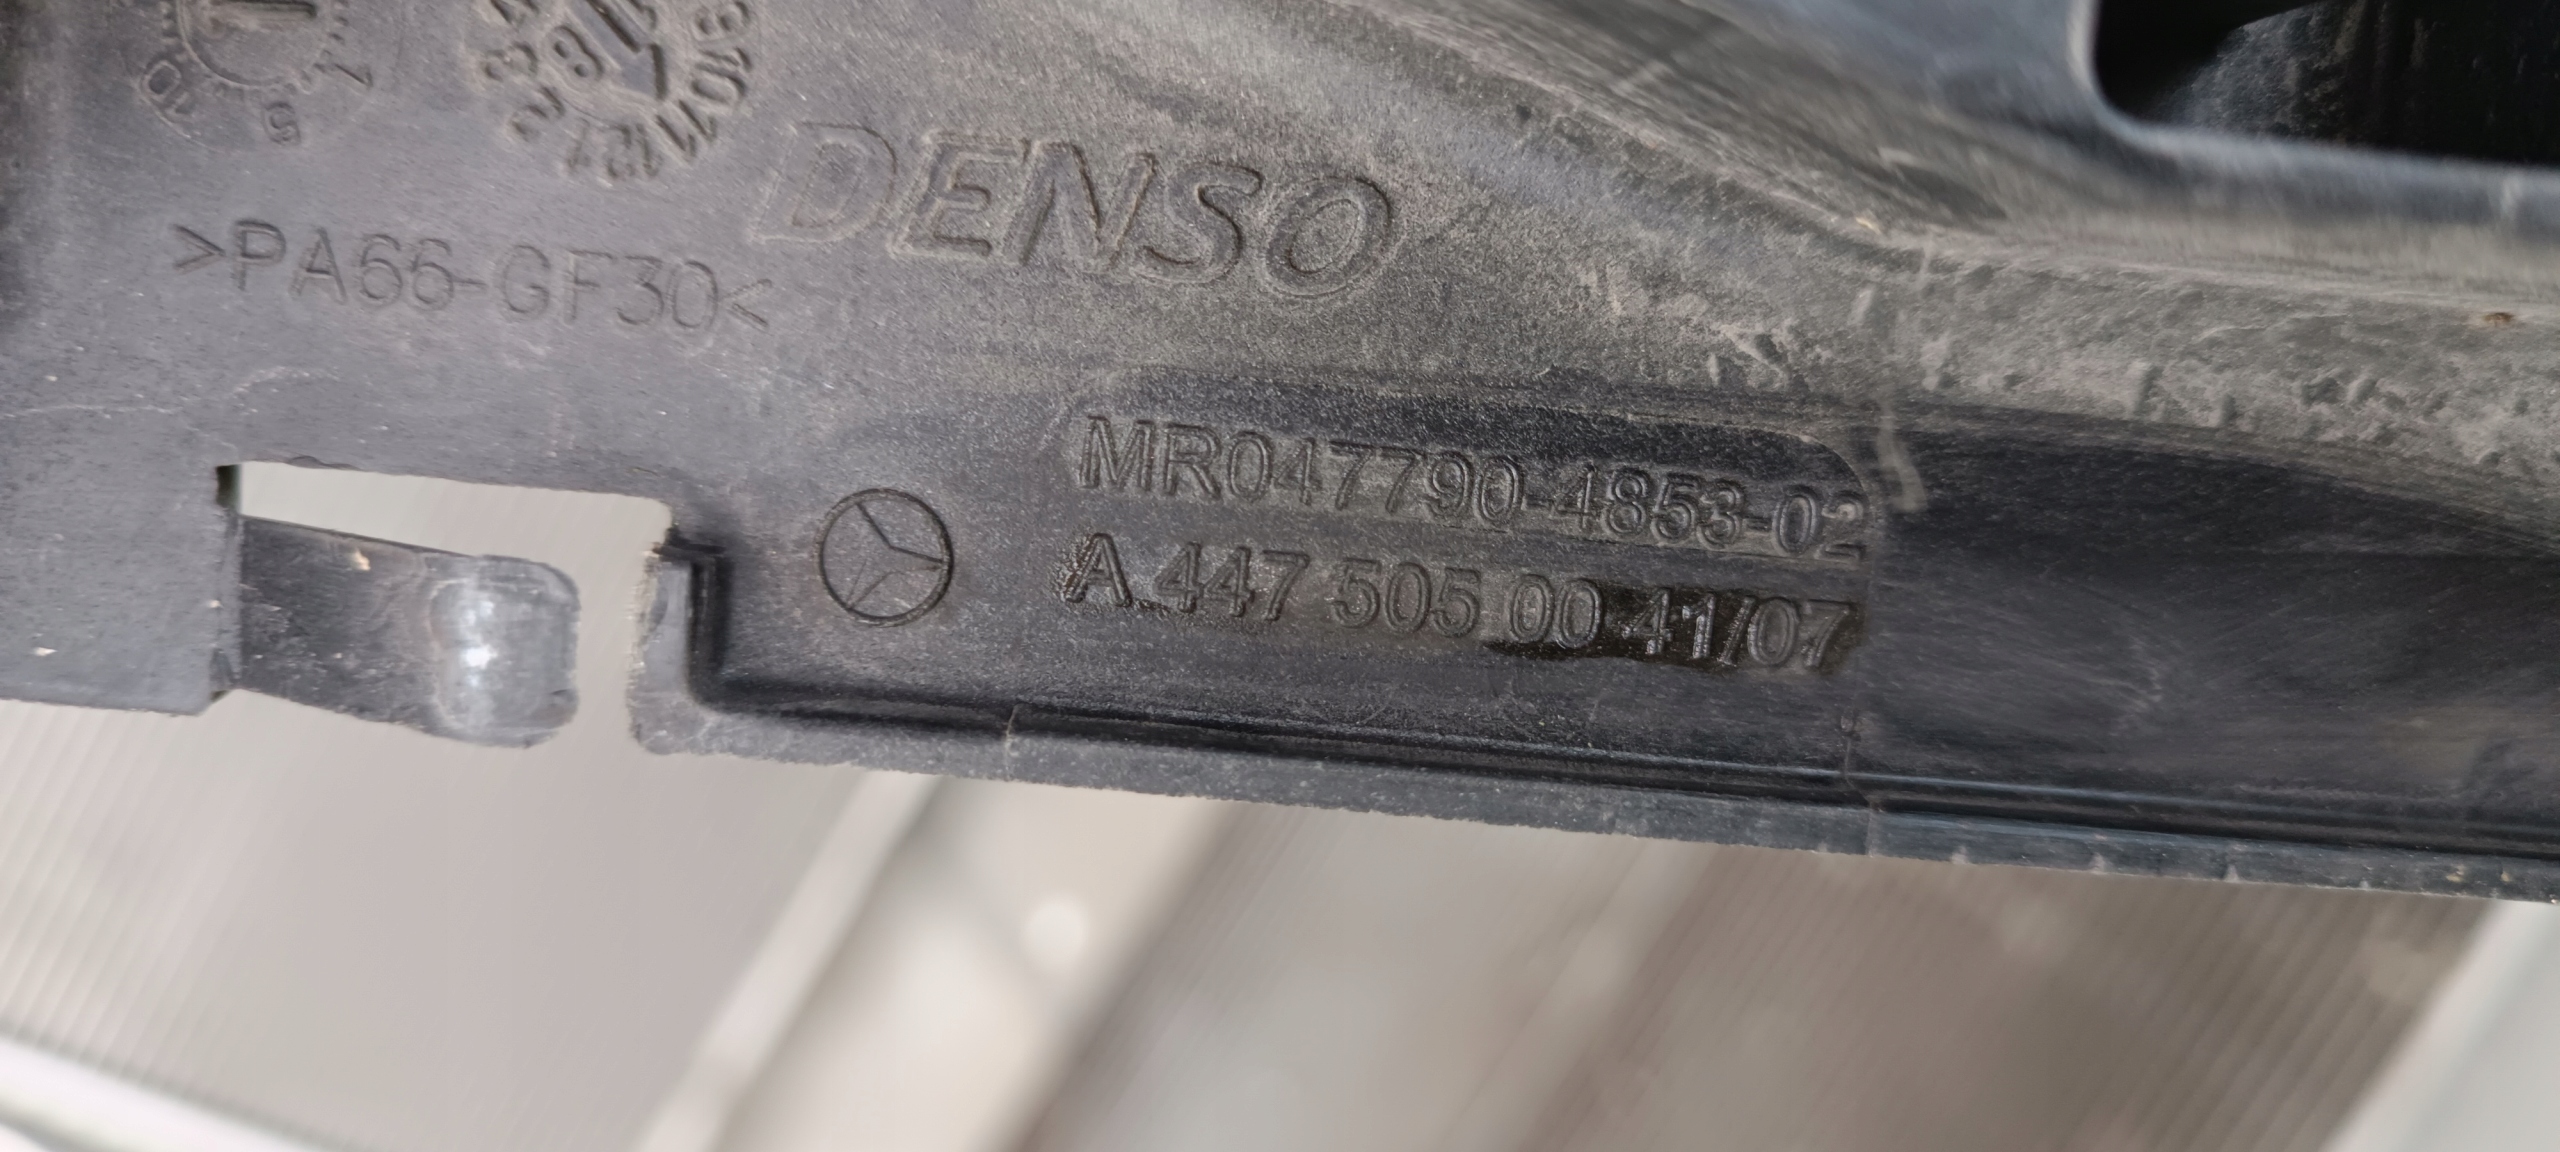 DENSO
>PA66-GF30<
MR047790-4853-02
A 447 505 00 41/07